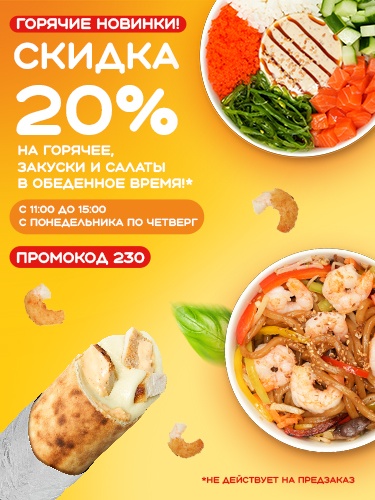 ГОРЯЧИЕ НОВИНКИ!
СКИДКА
20%
НА ГОРЯЧЕЕ,
ЗАКУСКИ И САЛАТЫ
В ОБЕДЕННОЕ ВРЕМЯ!*
С 11:00 ДО 15:00
С ПОНЕДЕЛЬНИКА ПО ЧЕТВЕРГ
ПРОМОКОД 230
*НЕ ДЕЙСТВУЕТ НА ПРЕДЗАКАЗ